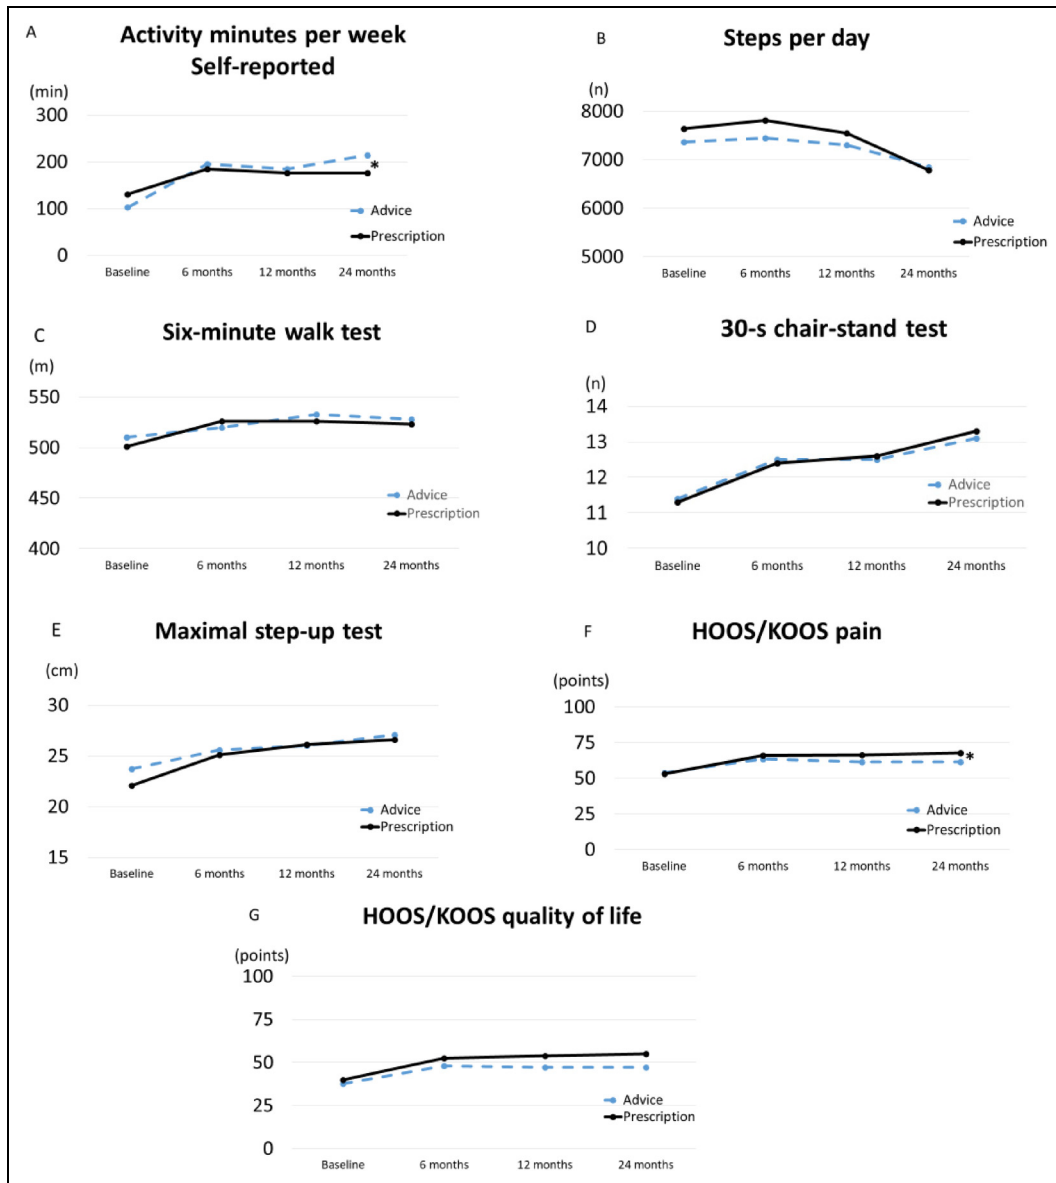 A
Activity minutes per week
Self-reported
(min)
300
200
100
0
*
Advice
Prescription
Baseline 6 months 12 months 24 months
B
Steps per day
(n)
8000
7000
6000
5000
Advice
Prescription
Baseline 6 months 12 months 24 months
C
Six-minute walk test
(m)
550
500
450
400
Advice
Prescription
Baseline 6 months 12 months 24 months
D
30-s chair-stand test
(n)
14
13
12
11
10
Advice
Prescription
Baseline 6 months 12 months 24 months
E
Maximal step-up test
(cm)
30
25
20
15
Advice
Prescription
Baseline 6 months 12 months 24 months
F
HOOS/KOOS pain
(points)
100
75
50
25
0
*
Advice
Prescription
Baseline 6 months 12 months 24 months
G
HOOS/KOOS quality of life
(points)
100
75
50
25
0
Advice
Prescription
Baseline 6 months 12 months 24 months